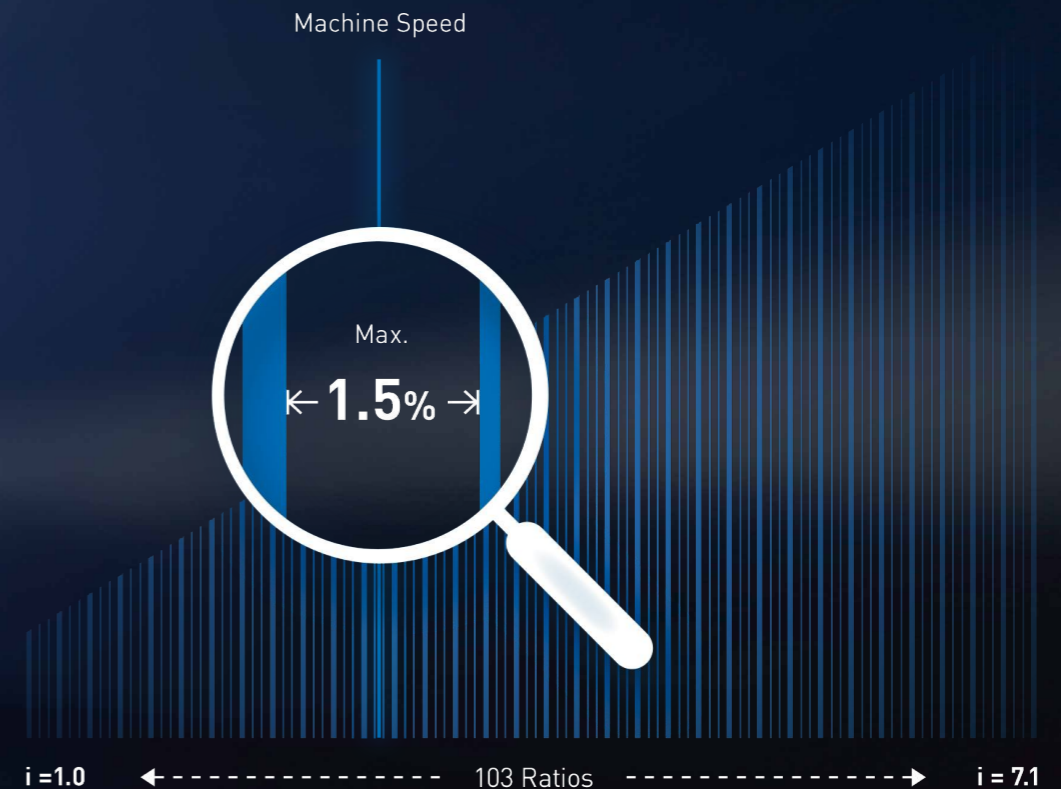 Machine Speed
Max.
1.5%
i =1.0
103 Ratios
i = 7.1